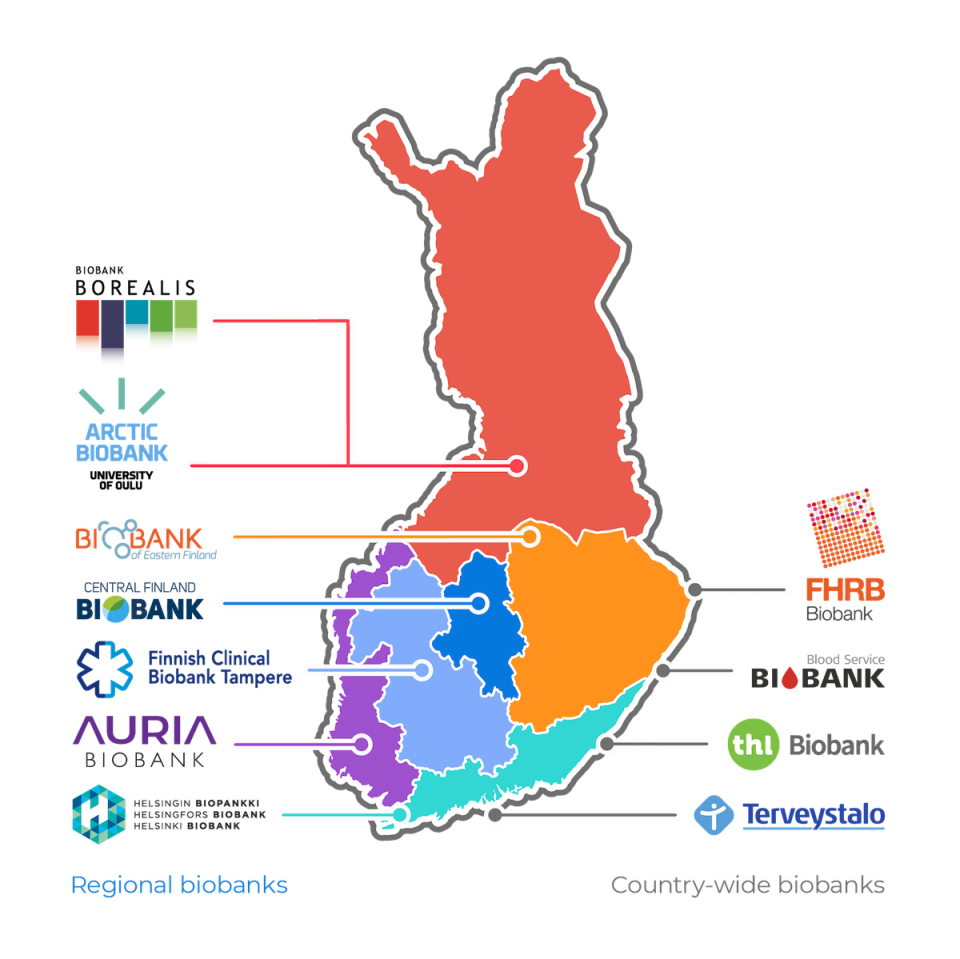 BIOBANK
BOREALIS
ARCTIC
BIOBANK
UNIVERSITY
OF OULU
BIOBANK
of Eastern Finland
CENTRAL FINLAND
BIOBANK
Finnish Clinical
Biobank Tampere
AURIA
BIOBANK
HELSINGIN BIOPANKKI
HELSINGFORS BIOBANK
HELSINKI BIOBANK
Regional biobanks
FHRB
Biobank
Blood Service
BIOBANK
thl Biobank
Terveystalo
Country-wide biobanks